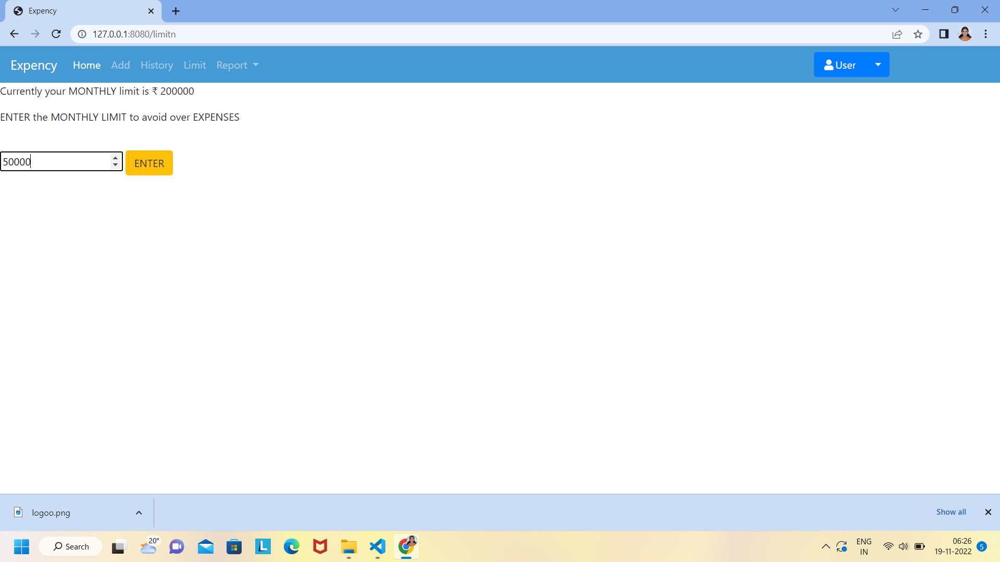 Expency
127.0.0.1:8080/limitn
Expency Home Add History Limit Report User
Currently your MONTHLY limit is ₹ 200000
ENTER the MONTHLY LIMIT to avoid over EXPENSES
50000 ENTER
logoo.png Show all
Search 20° L ENG IN 06:26 19-11-2022 5